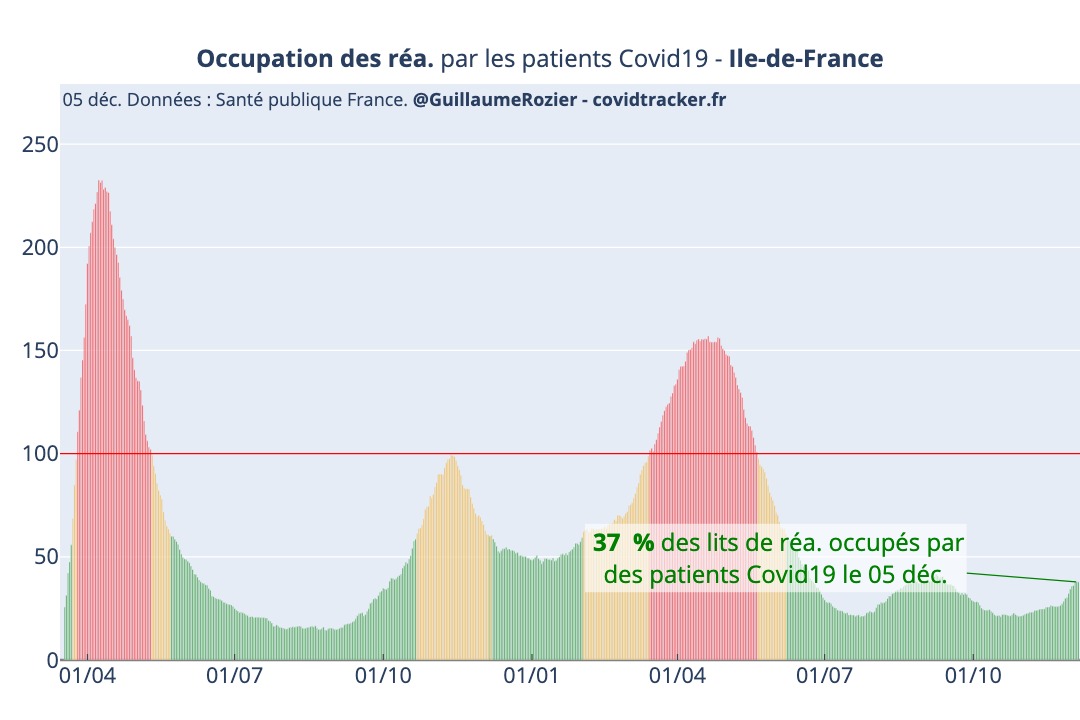 Occupation des réa. par les patients Covid19 - Ile-de-France
05 déc. Données : Santé publique France. @GuillaumeRozier - covidtracker.fr
250
200
150
100
50
0
37 % des lits de réa. occupés par
des patients Covid19 le 05 déc.
01/04 01/07 01/10 01/01 01/04 01/07 01/10